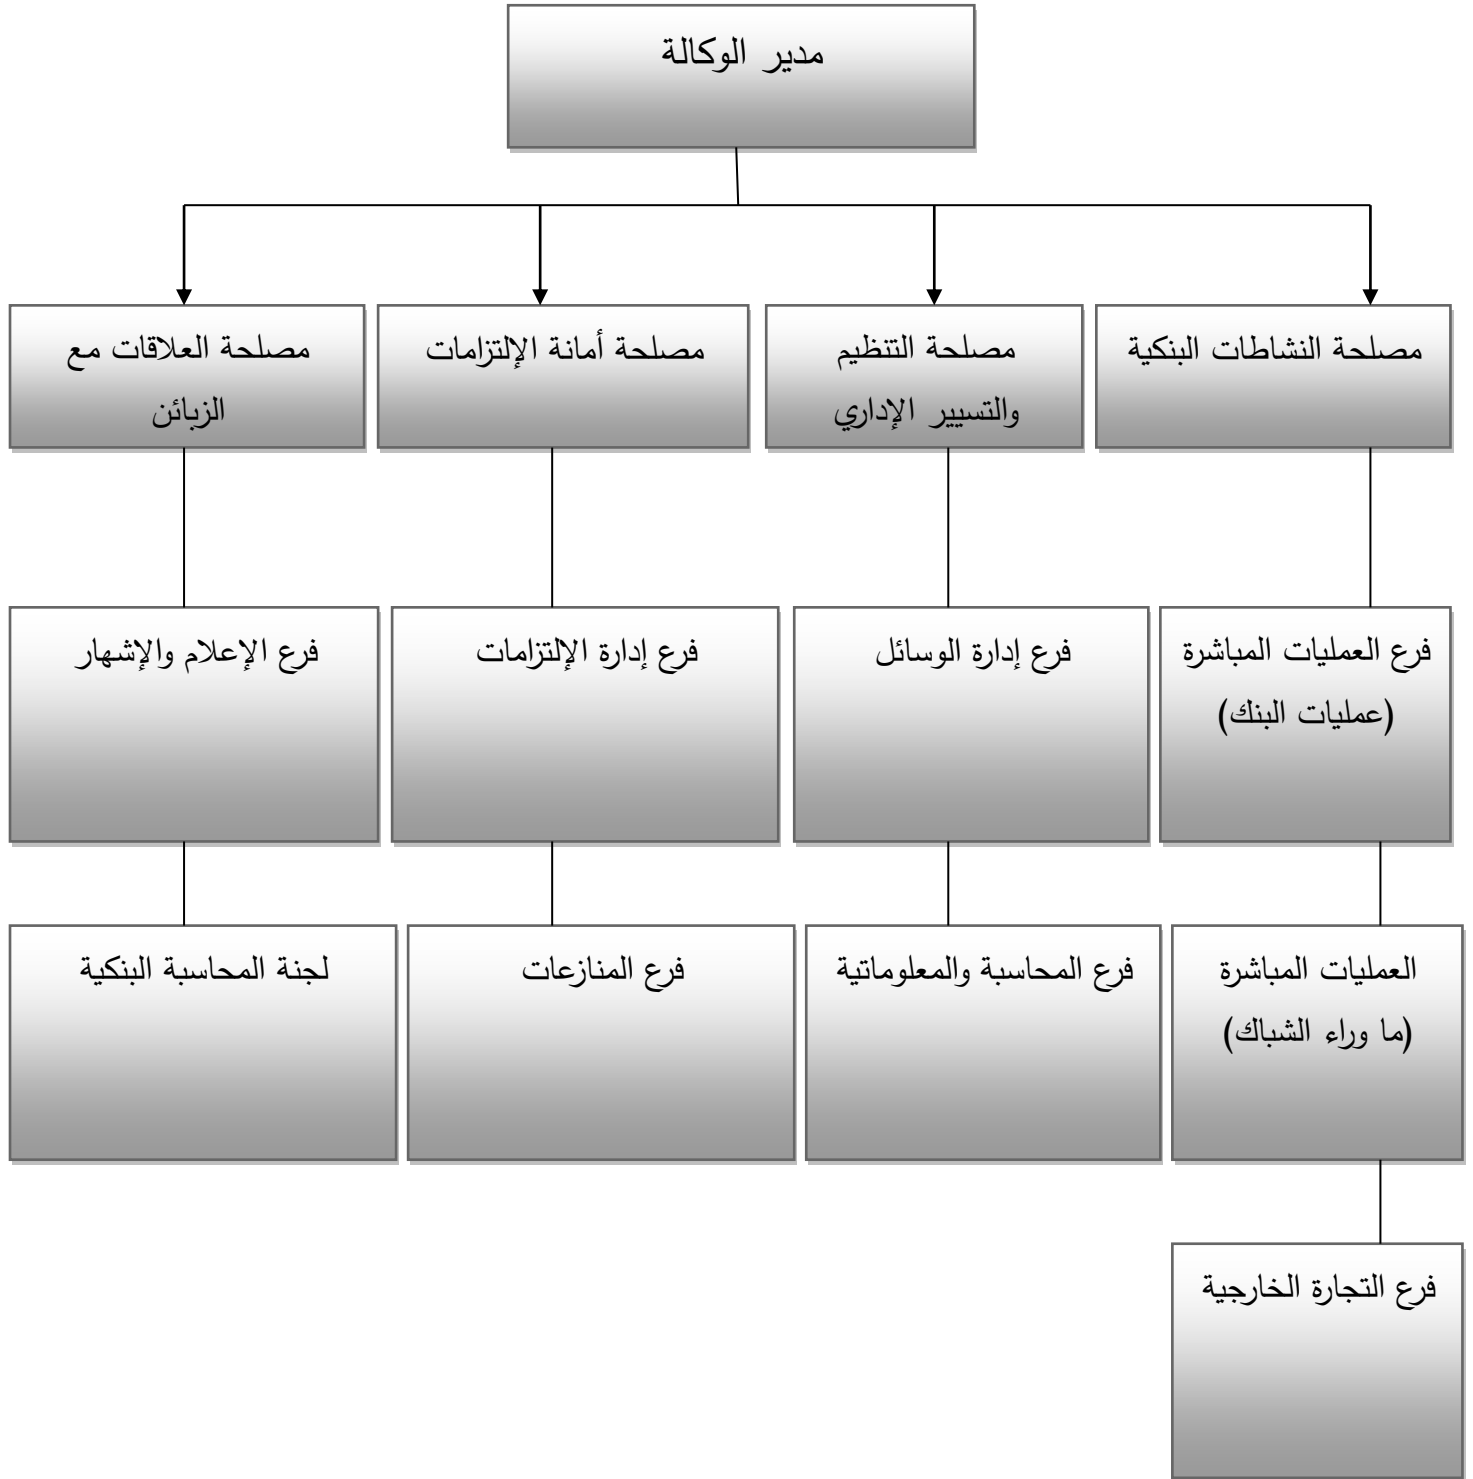 مدير الوكالة
مصلحة النشاطات البنكية
مصلحة التنظيم
والتسيير الإداري
مصلحة أمانة الإلتزامات
مصلحة العلاقات مع
الزبائن
فرع العمليات المباشرة
(عمليات البنك)
فرع إدارة الوسائل
فرع إدارة الإلتزامات
فرع الإعلام والإشهار
العمليات المباشرة
(ما وراء الشباك)
فرع المحاسبة والمعلوماتية
فرع المنازعات
لجنة المحاسبة البنكية
فرع التجارة الخارجية